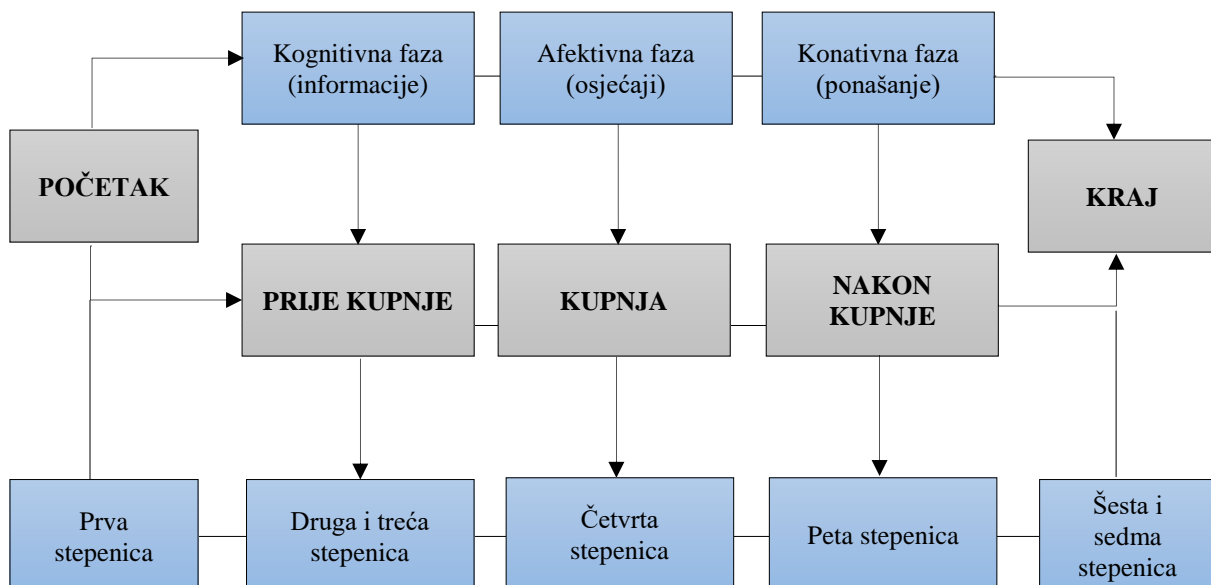 Kognitivna faza
(informacije)
Afektivna faza
(osjećaji)
Konativna faza
(ponašanje)
POČETAK
KRAJ
PRIJE KUPNJE
KUPNJA
NAKON
KUPNJE
Prva
stepenica
Druga i treća
stepenica
Četvrta
stepenica
Peta stepenica
Šesta i
sedma
stepenica